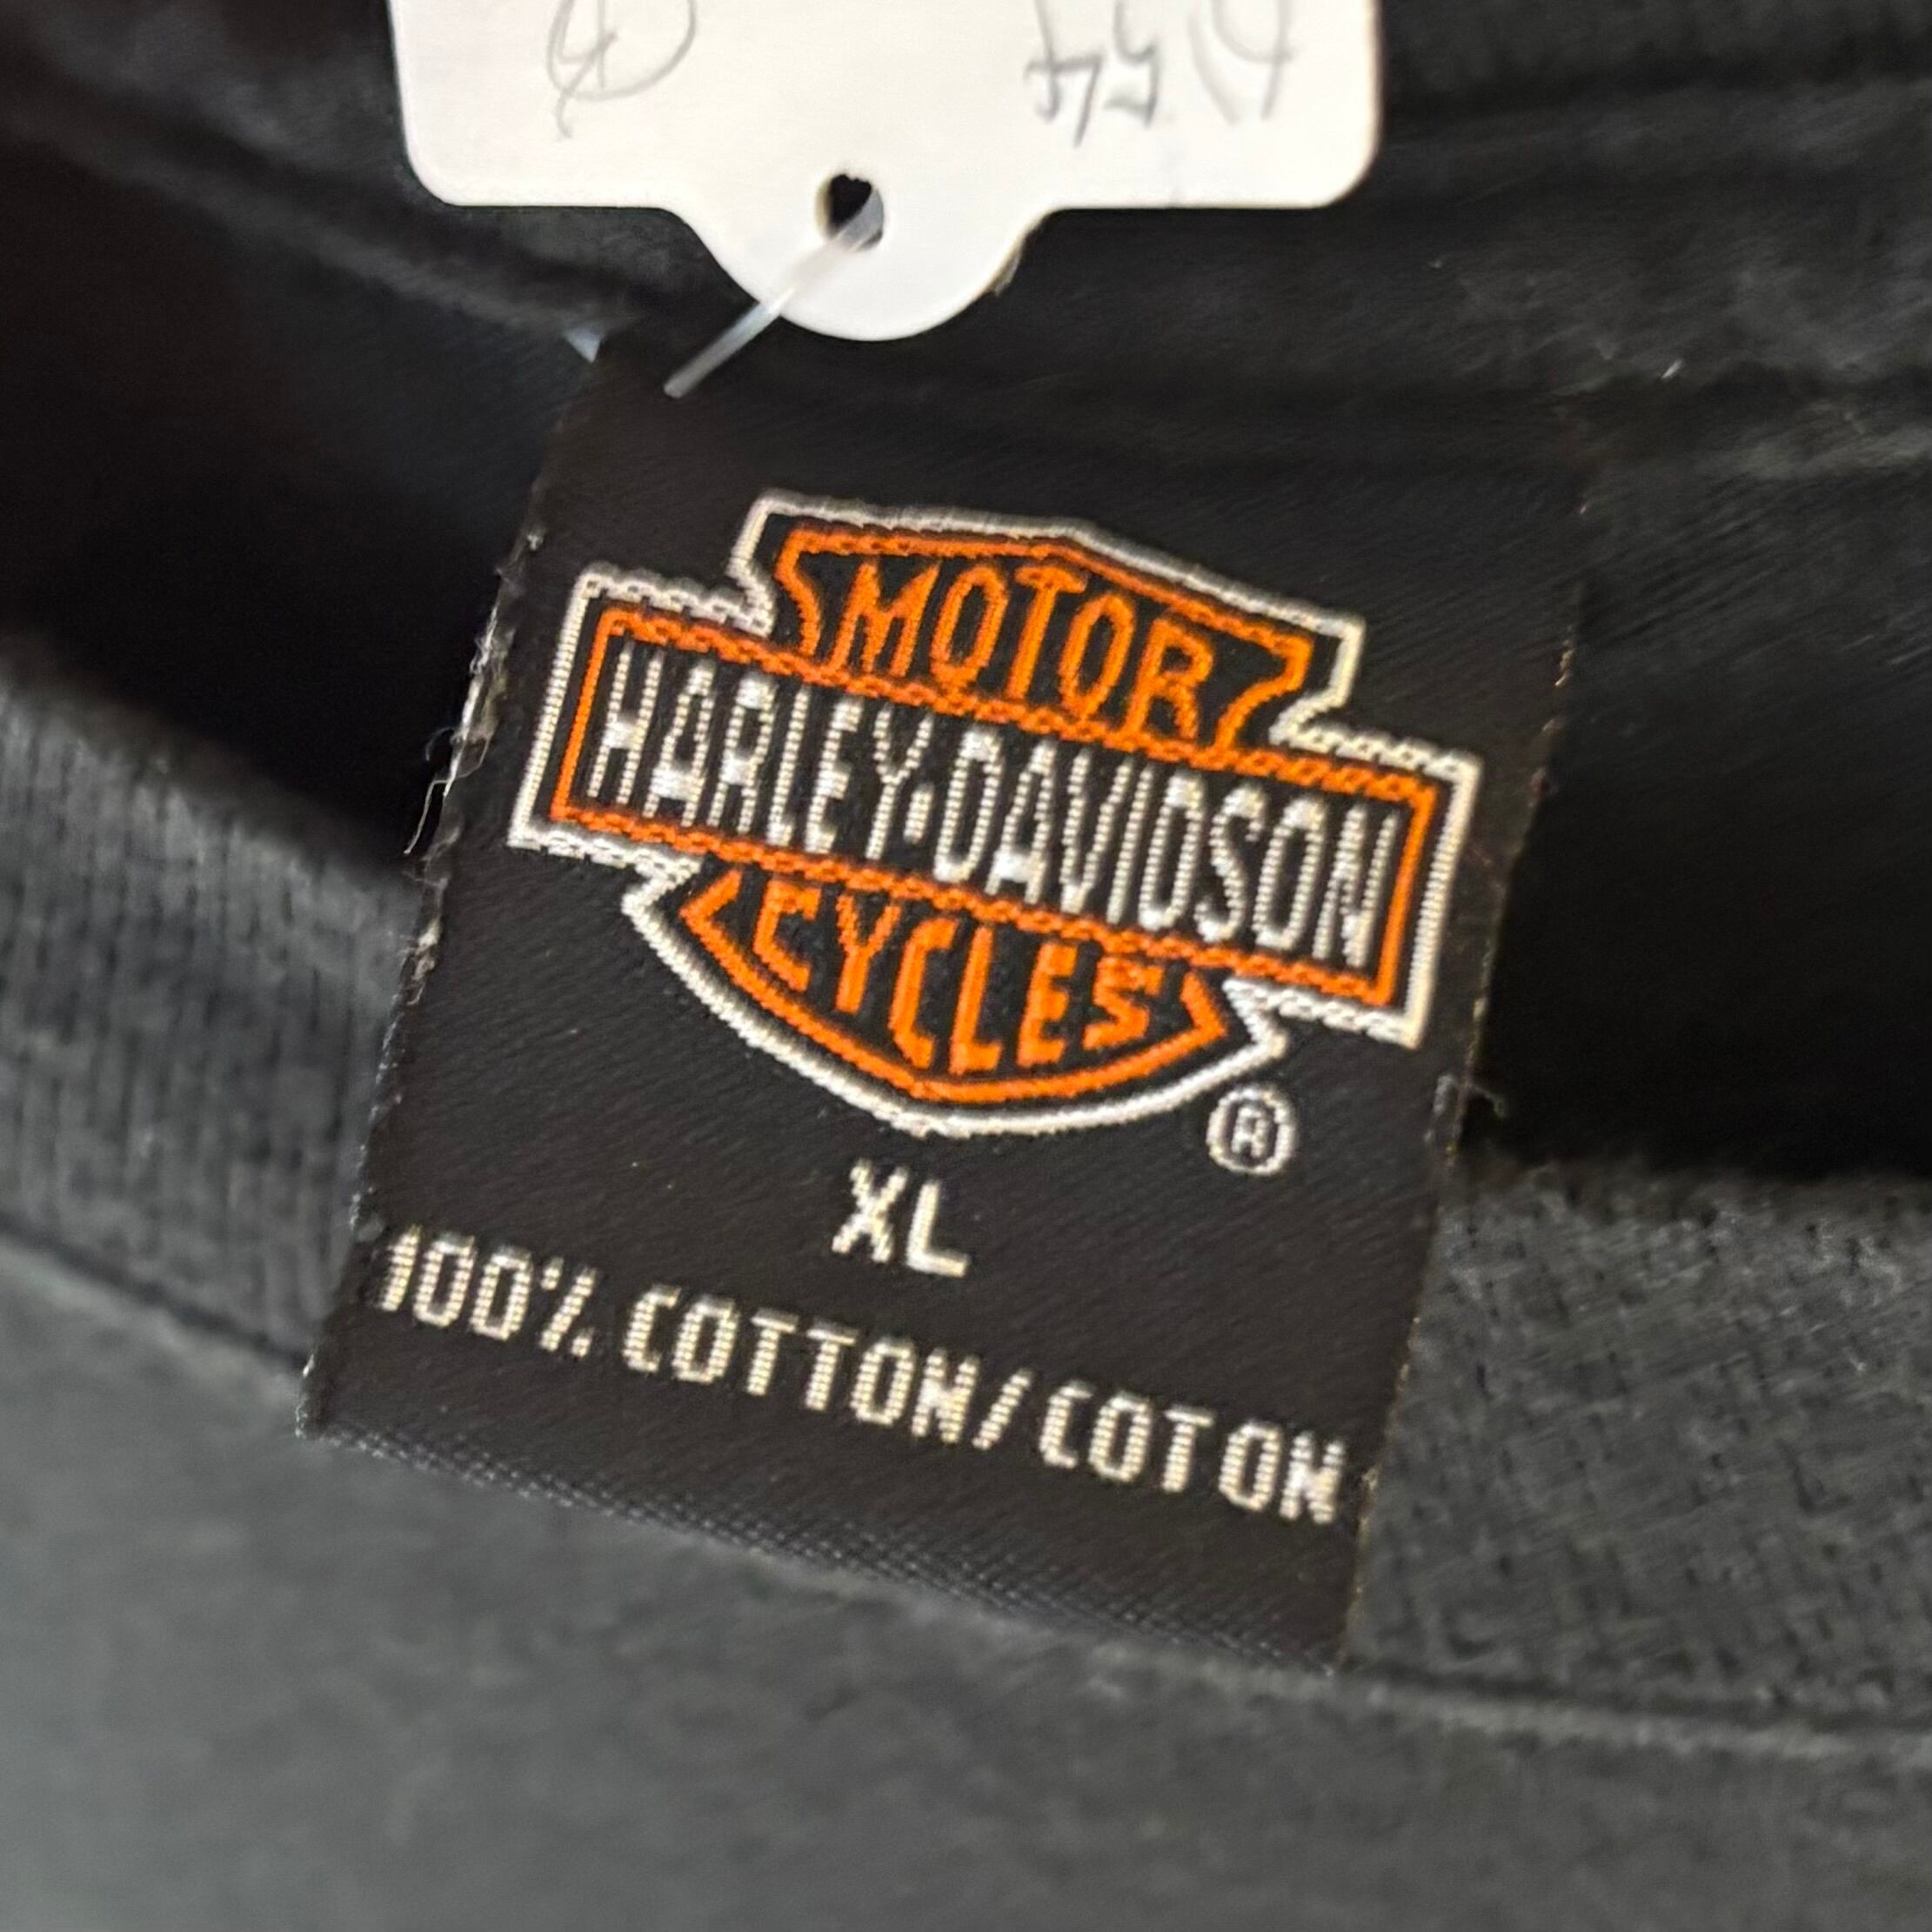 MOTOR
HARLEY-DAVIDSON
CYCLES
®
XL
100% COTTON/COTON